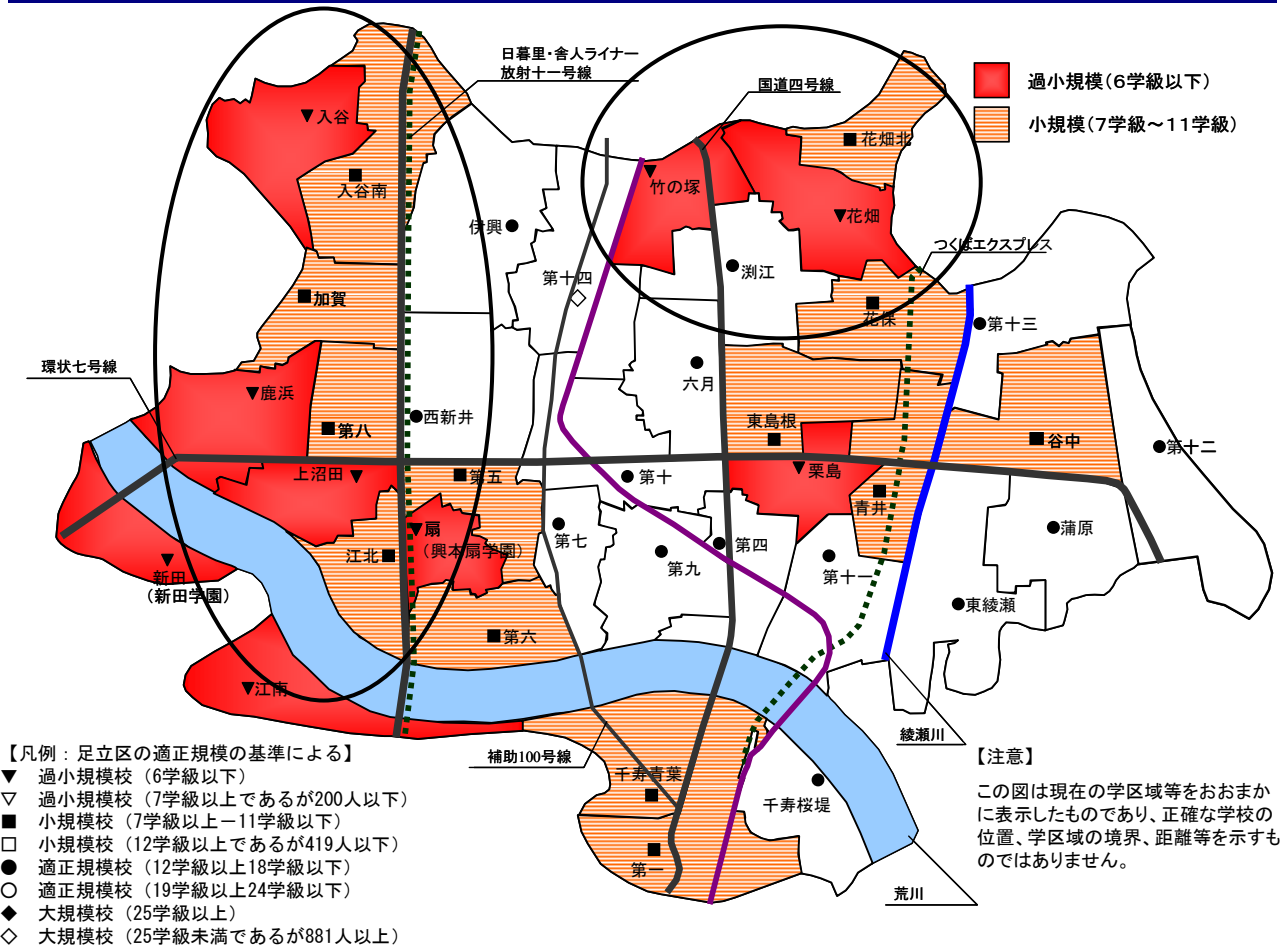 日暮里・舎人ライナー
放射十一号線
国道四号線
過小規模(6学級以下)
小規模(7学級～11学級)
▼入谷
■
入谷南
■花畑北
▼
竹の塚
▼花畑
伊興●
●渕江
つくばエクスプレス
第十四
◇
■加賀
■
花保
●第十三
環状七号線
●
六月
▼鹿浜
●西新井
■第八
東島根
■
■谷中
●第十二
上沼田▼
■第五
●第十
▼栗島
■
青井
▼扇
(興本扇学園)
●
第七
●第四
●
蒲原
江北■
●
第九
●
第十一
▼
新田
(新田学園)
●東綾瀬
■第六
▼江南
綾瀬川
補助100号線
千寿青葉
■
●
千寿桜堤
■
第一
荒川
【凡例：足立区の適正規模の基準による】
▼ 過小規模校（6学級以下）
▽ 過小規模校（7学級以上であるが200人以下）
■ 小規模校（7学級以上－11学級以下）
□ 小規模校（12学級以上であるが419人以下）
● 適正規模校（12学級以上18学級以下）
○ 適正規模校（19学級以上24学級以下）
◆ 大規模校（25学級以上）
◇ 大規模校（25学級未満であるが881人以上）
【注意】
この図は現在の学区域等をおおまか
に表示したものであり、正確な学校の
位置、学区域の境界、距離等を示すも
のではありません。